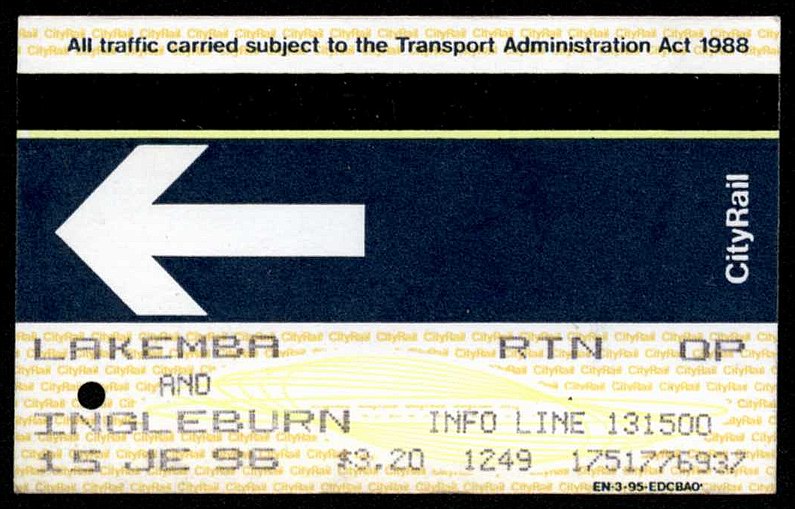 All traffic carried subject to the Transport Administration Act 1988
CityRail
LAKEMBA RTN OP
AND
INGLEBURN INFO LINE 131500
15 JE 96 $3.20 1249 1751776937
EN-3-95-EDCBAO